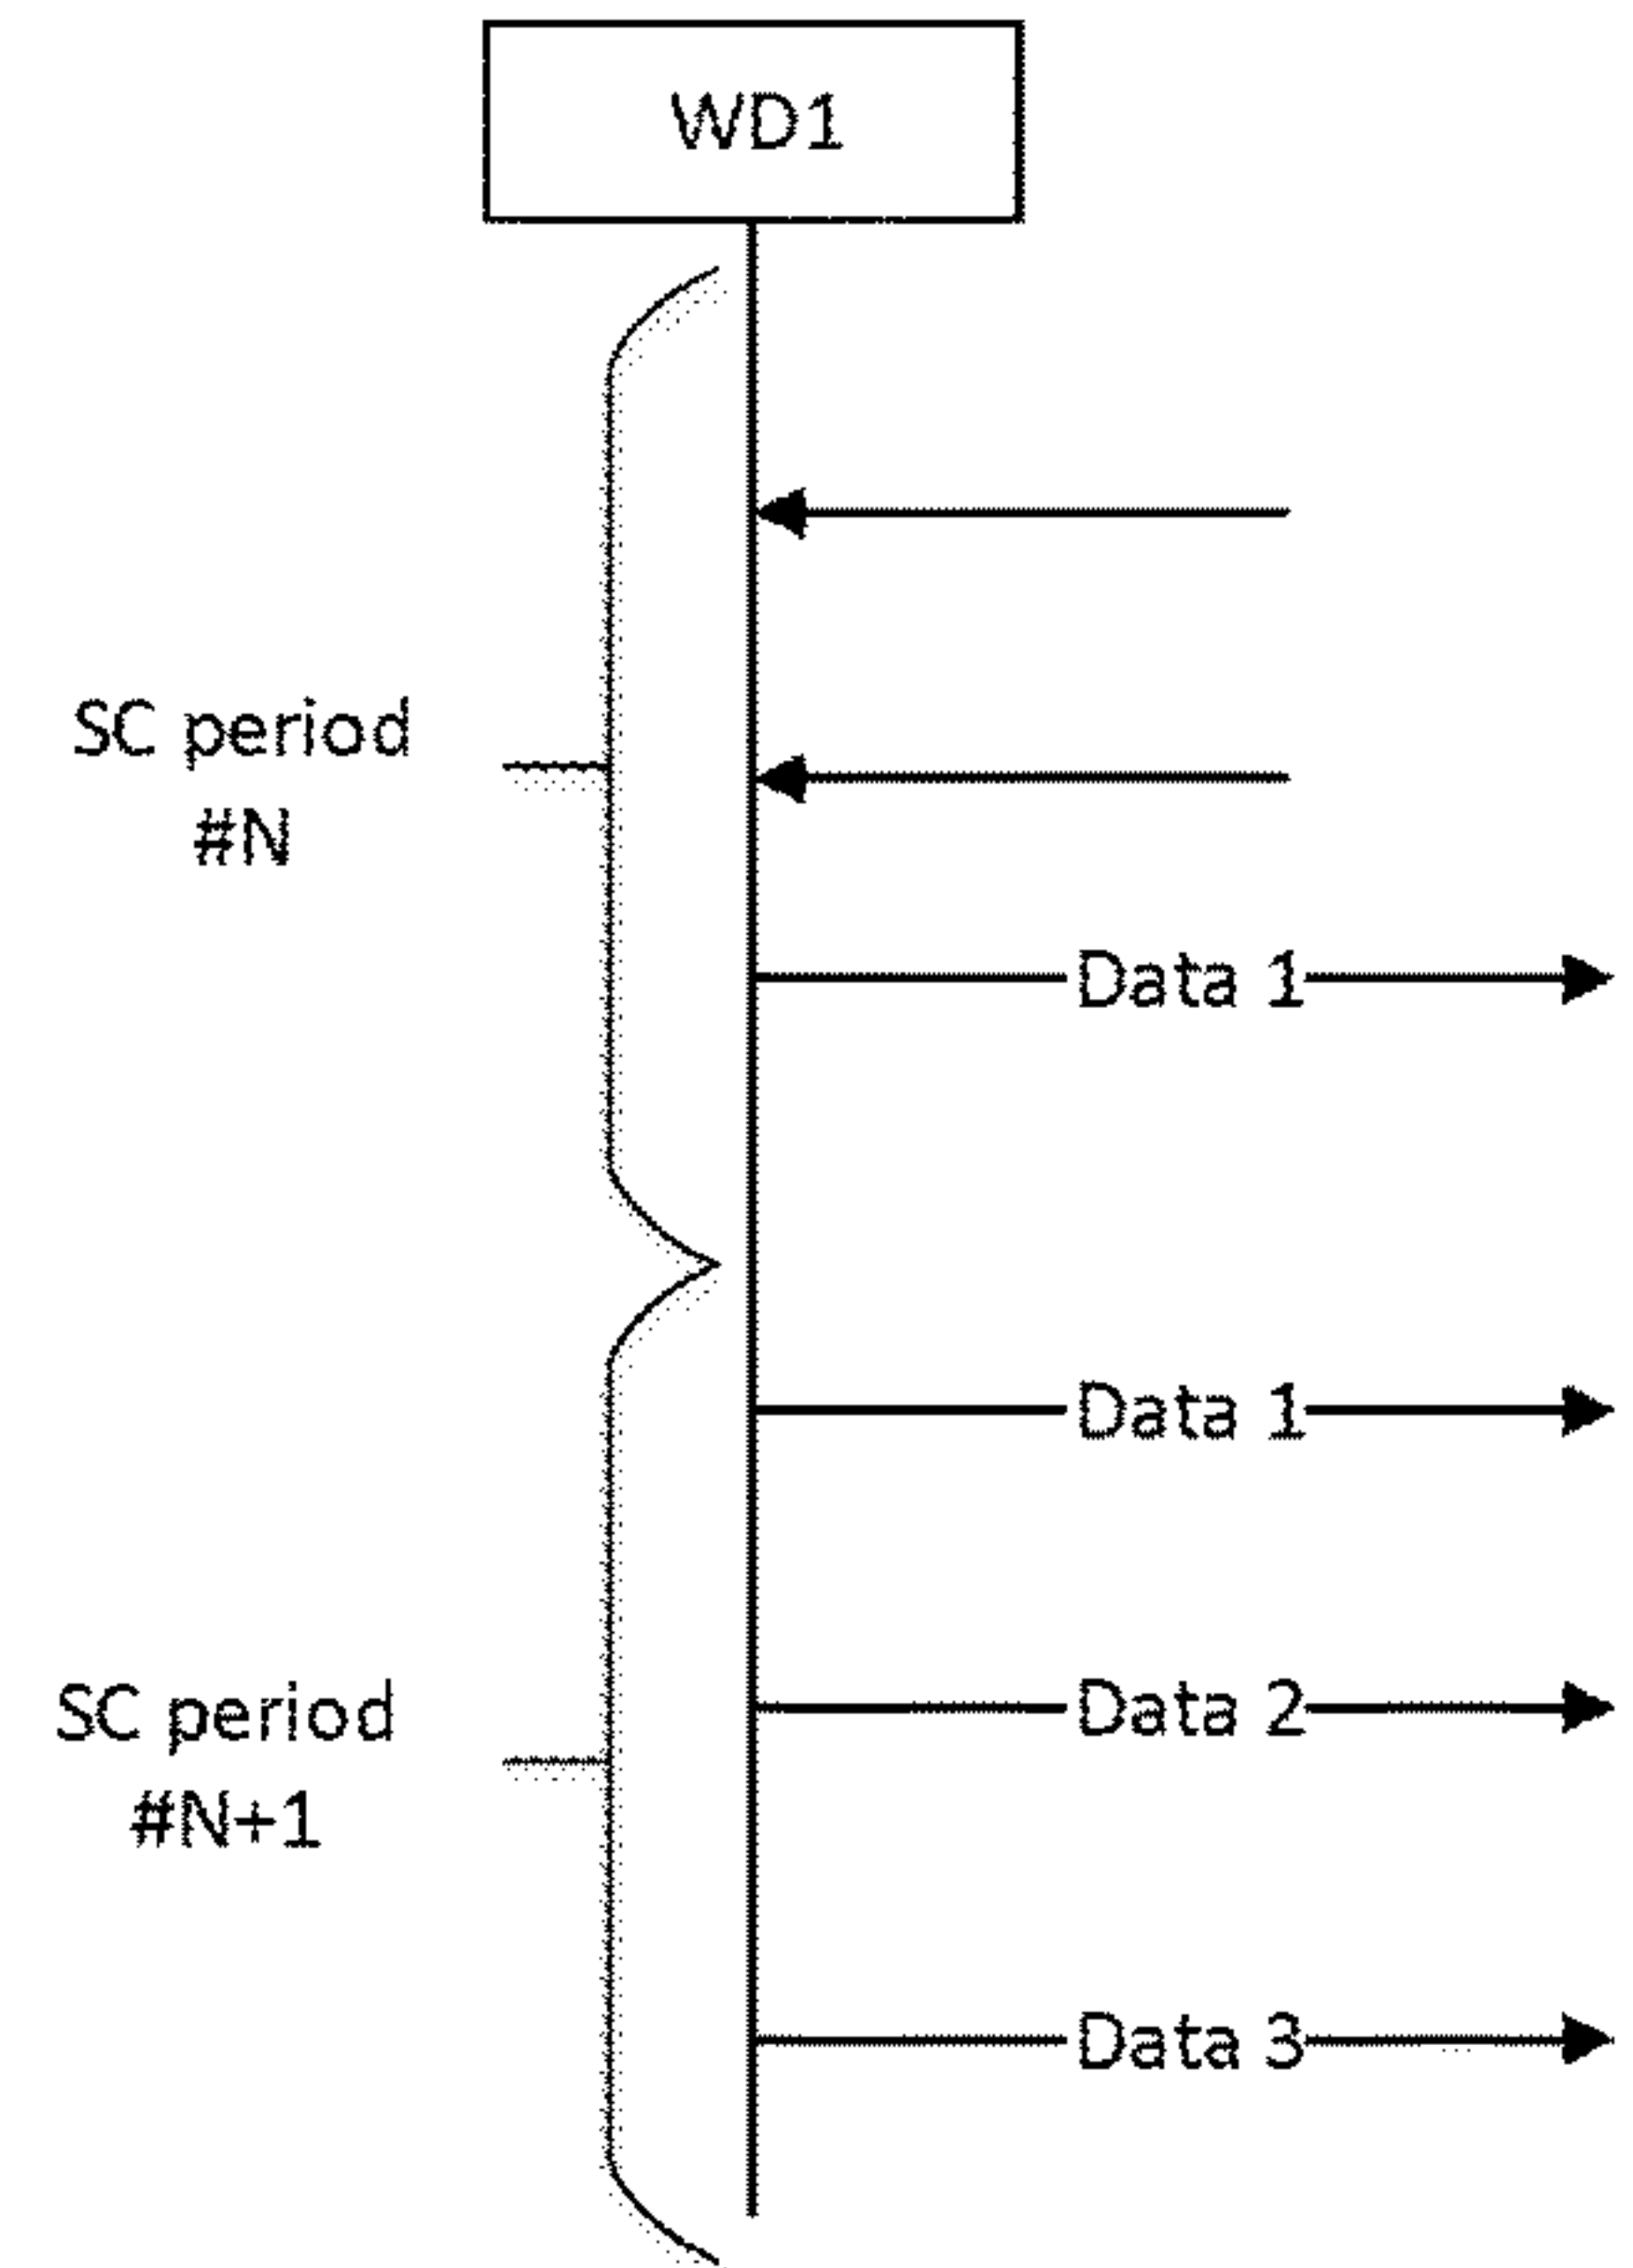 WD1
SC period
#N
Data 1
Data 1
SC period
#N+1
Data 2
Data 3